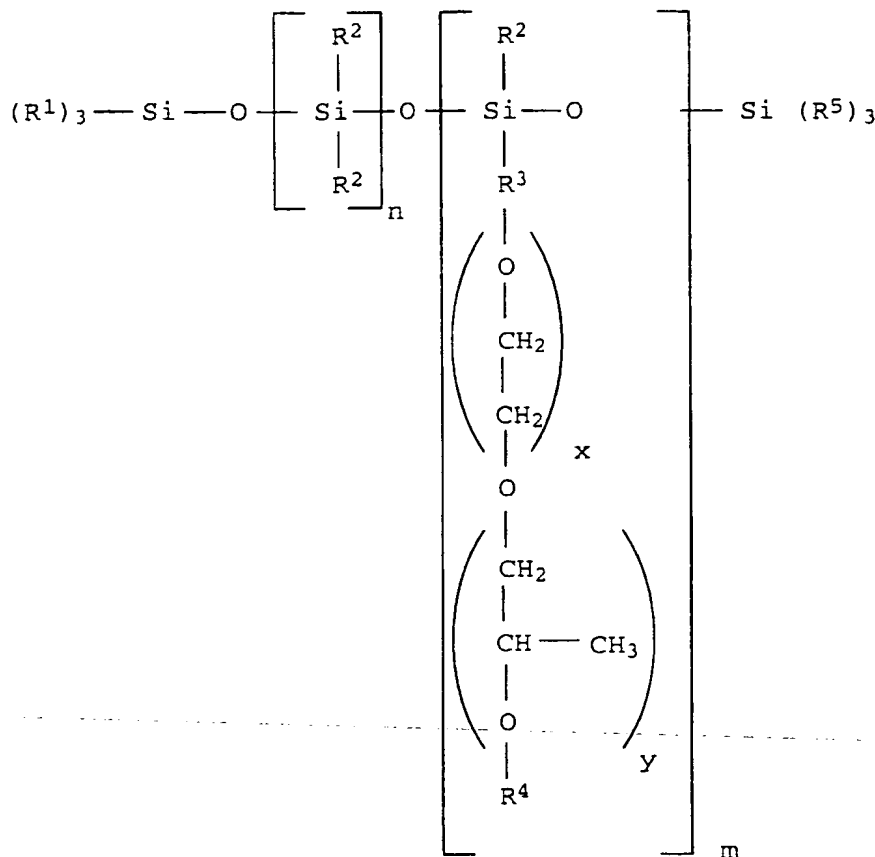 R² R²
(R¹)₃—Si—O—Si—O—Si—O—Si (R⁵)₃
R² R³
n
O
CH₂
CH₂
x
O
CH₂
CH—CH₃
O
y
R⁴
m